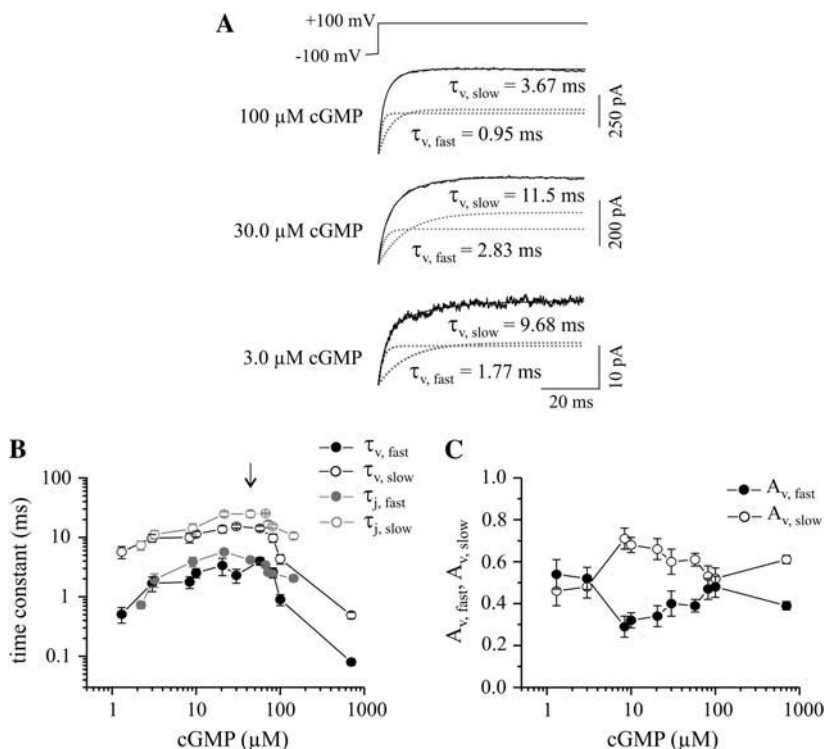 A
+100 mV
-100 mV
100 µM cGMP
τv, slow = 3.67 ms
τv, fast = 0.95 ms
250 pA
30.0 µM cGMP
τv, slow = 11.5 ms
τv, fast = 2.83 ms
200 pA
3.0 µM cGMP
τv, slow = 9.68 ms
τv, fast = 1.77 ms
10 pA
20 ms
B
τv, fast
τv, slow
τj, fast
τj, slow
time constant (ms)
100
10
1
0.1
1 10 100 1000
cGMP (µM)
C
Av, fast
Av, slow
Av, fast, Av, slow
1.0
0.8
0.6
0.4
0.2
0.0
1 10 100 1000
cGMP (µM)